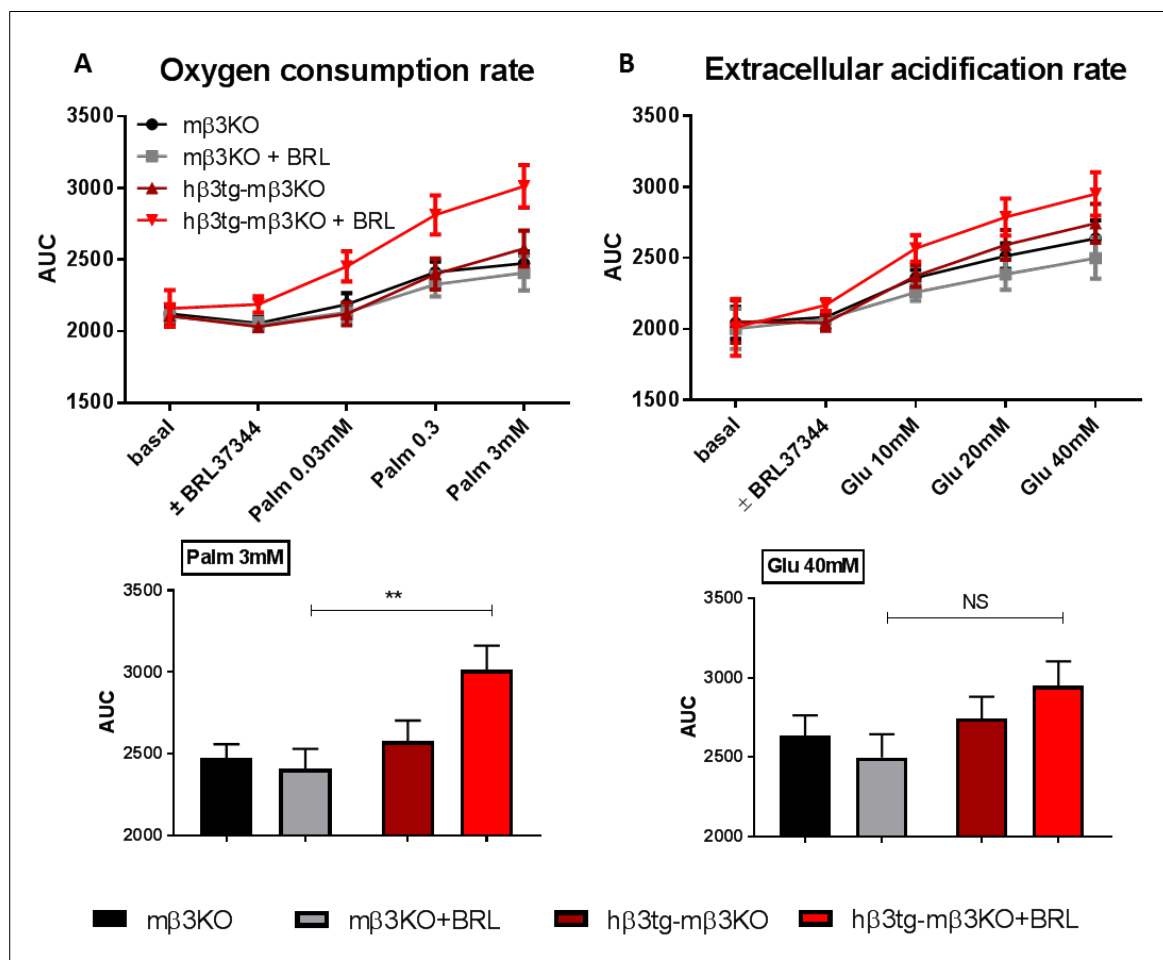 A Oxygen consumption rate
3500
3000
2500
2000
1500
AUC
mβ3KO
mβ3KO + BRL
hβ3tg-mβ3KO
hβ3tg-mβ3KO + BRL
basal
± BRL37344
Palm 0.03mM
Palm 0.3
Palm 3mM
B Extracellular acidification rate
3500
3000
2500
2000
1500
AUC
basal
± BRL37344
Glu 10mM
Glu 20mM
Glu 40mM
Palm 3mM
3500
3000
2500
2000
AUC
**
Glu 40mM
3500
3000
2500
2000
AUC
NS
mβ3KO
mβ3KO+BRL
hβ3tg-mβ3KO
hβ3tg-mβ3KO+BRL